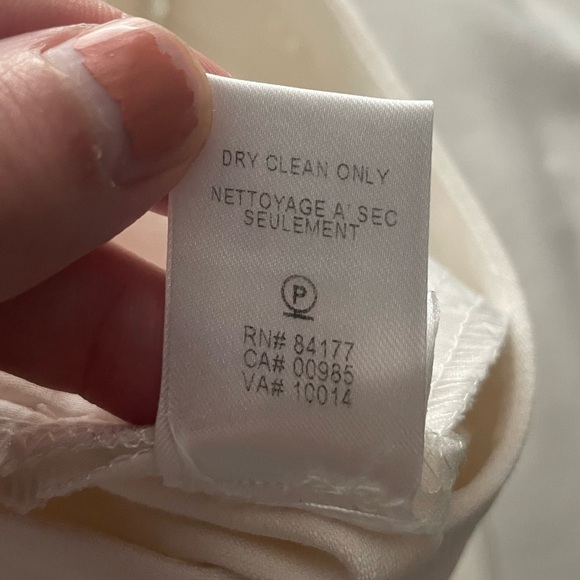 DRY CLEAN ONLY
NETTOYAGE A' SEC
SEULEMENT
P
RN# 84177
CA# 00985
VA# 10014